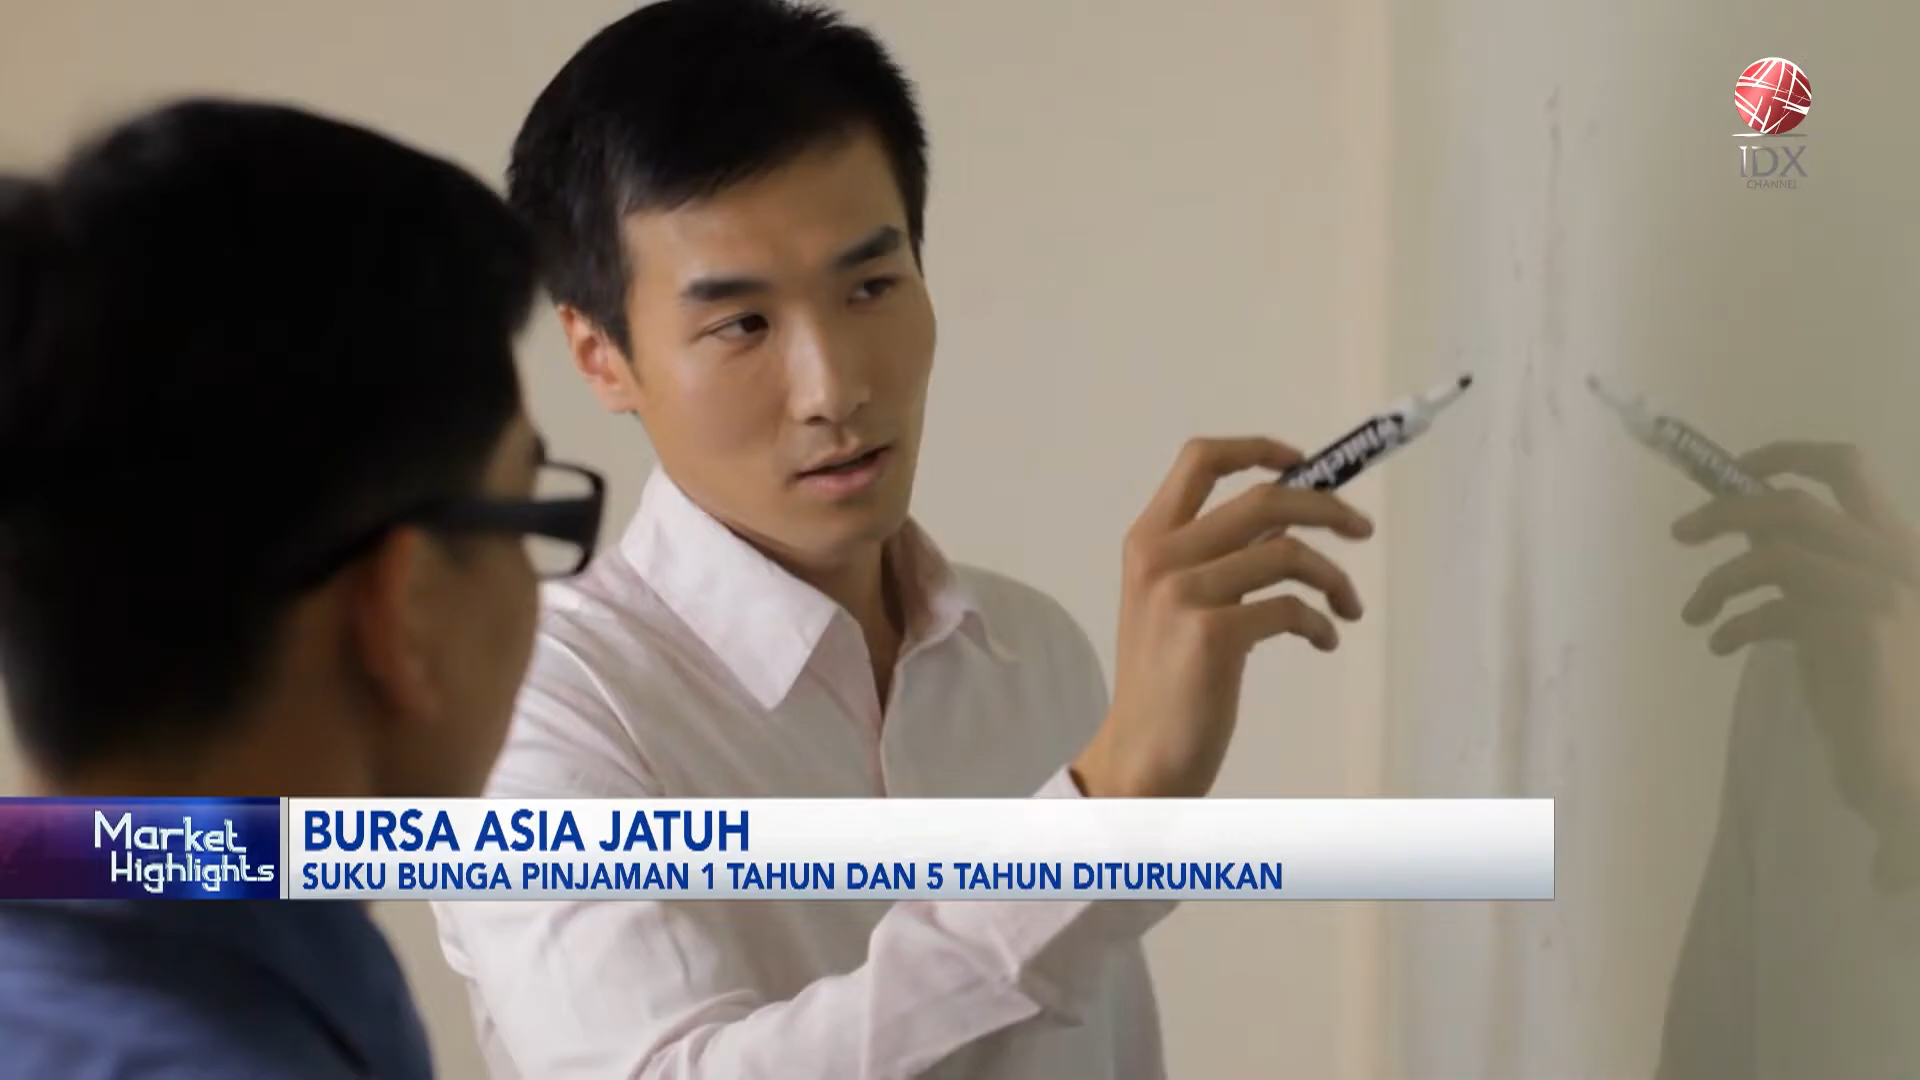 IDX
CHANNEL
Market
Highlights
BURSA ASIA JATUH
SUKU BUNGA PINJAMAN 1 TAHUN DAN 5 TAHUN DITURUNKAN